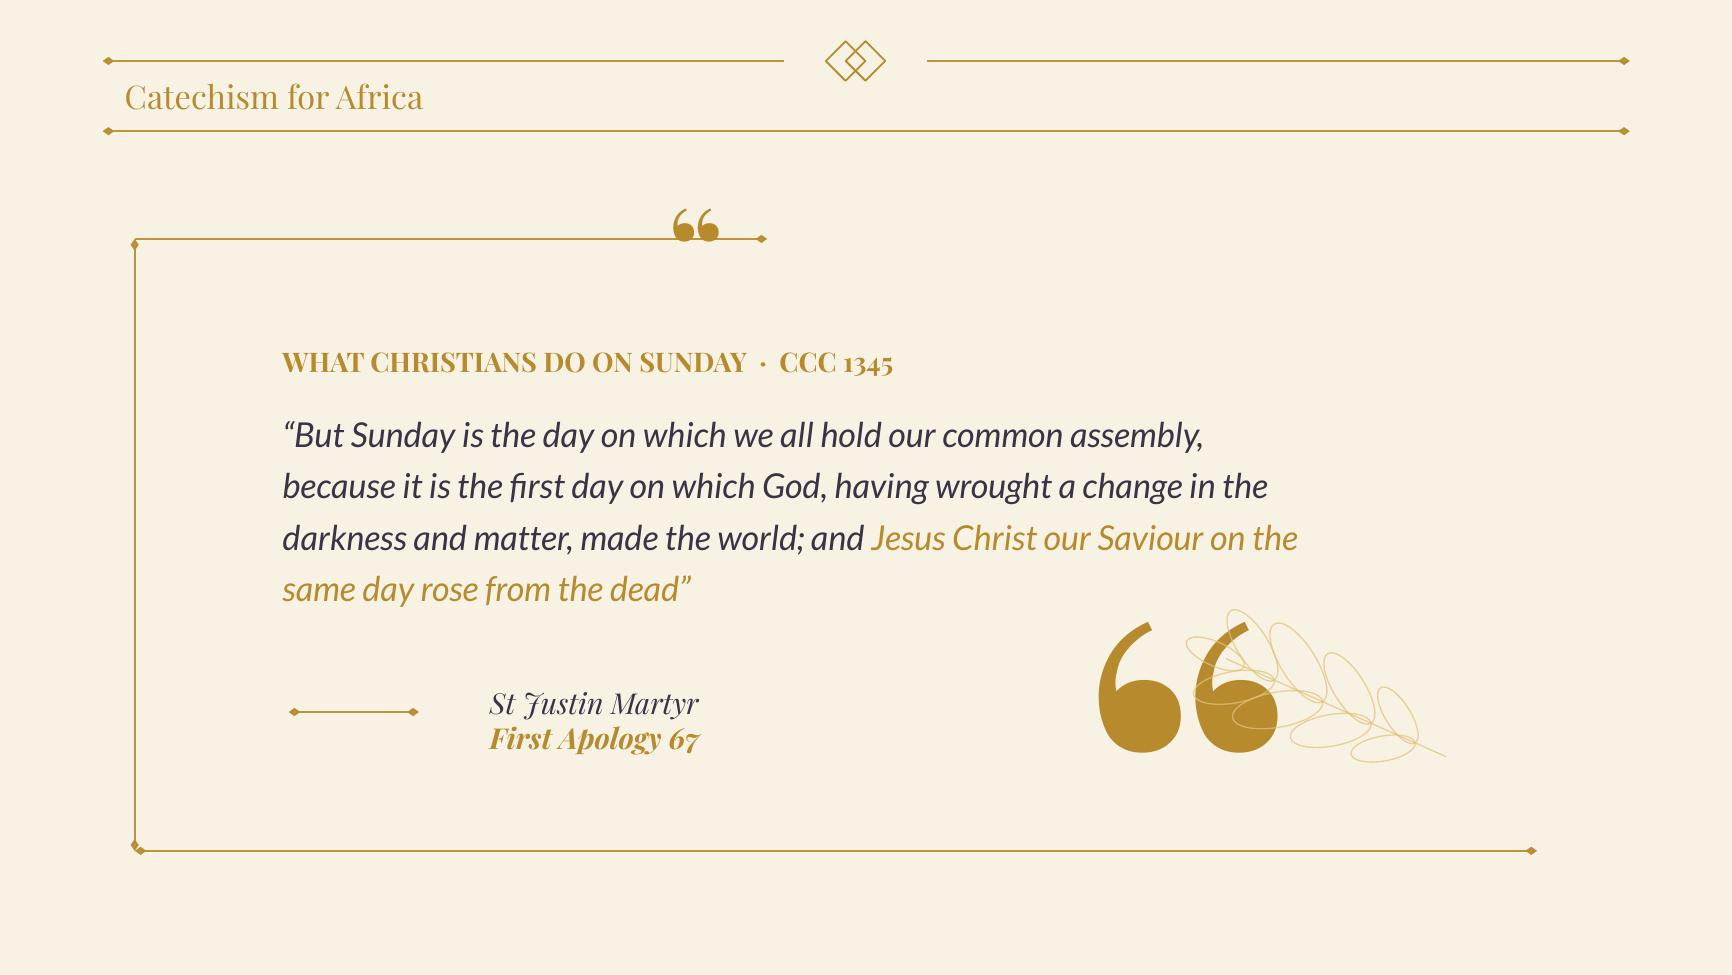 Catechism for Africa
WHAT CHRISTIANS DO ON SUNDAY · CCC 1345
“But Sunday is the day on which we all hold our common assembly,
because it is the first day on which God, having wrought a change in the
darkness and matter, made the world; and Jesus Christ our Saviour on the
same day rose from the dead”
St Justin Martyr
First Apology 67